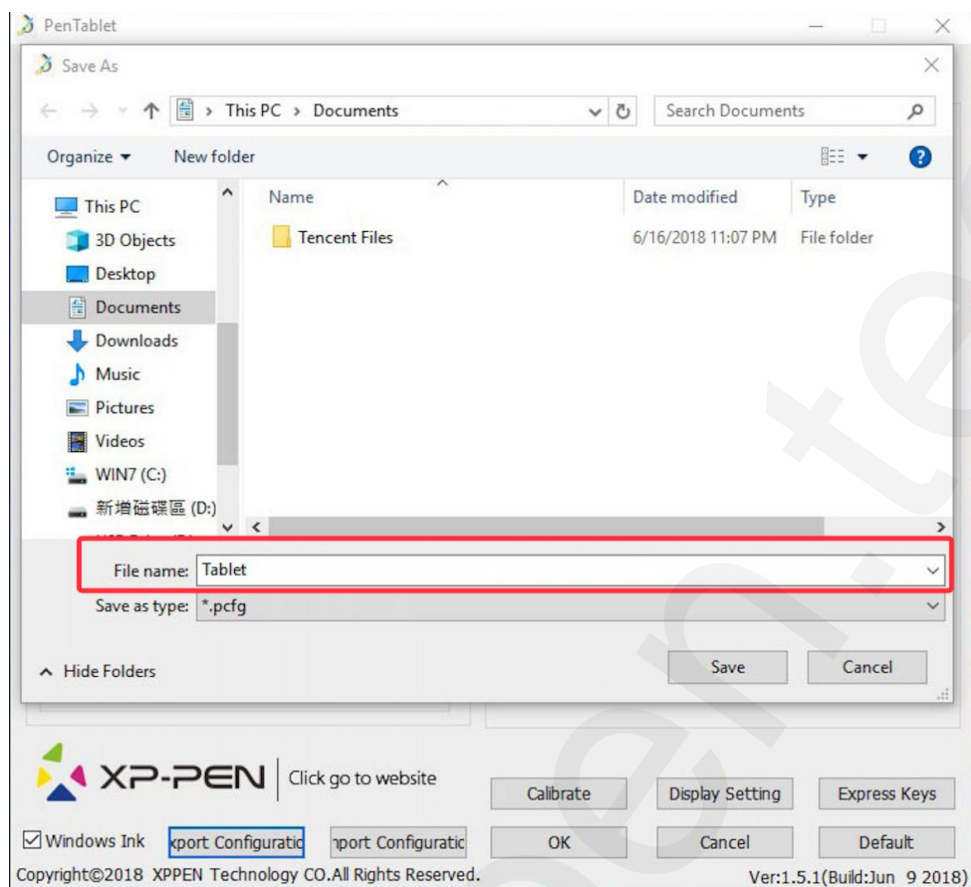 PenTablet
Save As
This PC > Documents
Search Documents
Organize
New folder
Name
Date modified
Type
This PC
3D Objects
Desktop
Documents
Downloads
Music
Pictures
Videos
WIN7 (C:)
新增磁碟區 (D:)
Tencent Files
6/16/2018 11:07 PM
File folder
File name: Tablet
Save as type: *.pcfg
Hide Folders
Save
Cancel
XP-PEN
Click go to website
Calibrate
Display Setting
Express Keys
Windows Ink
xport Configuratic
nport Configuratic
OK
Cancel
Default
Copyright©2018 XPPEN Technology CO.All Rights Reserved.
Ver:1.5.1(Build:Jun 9 2018)